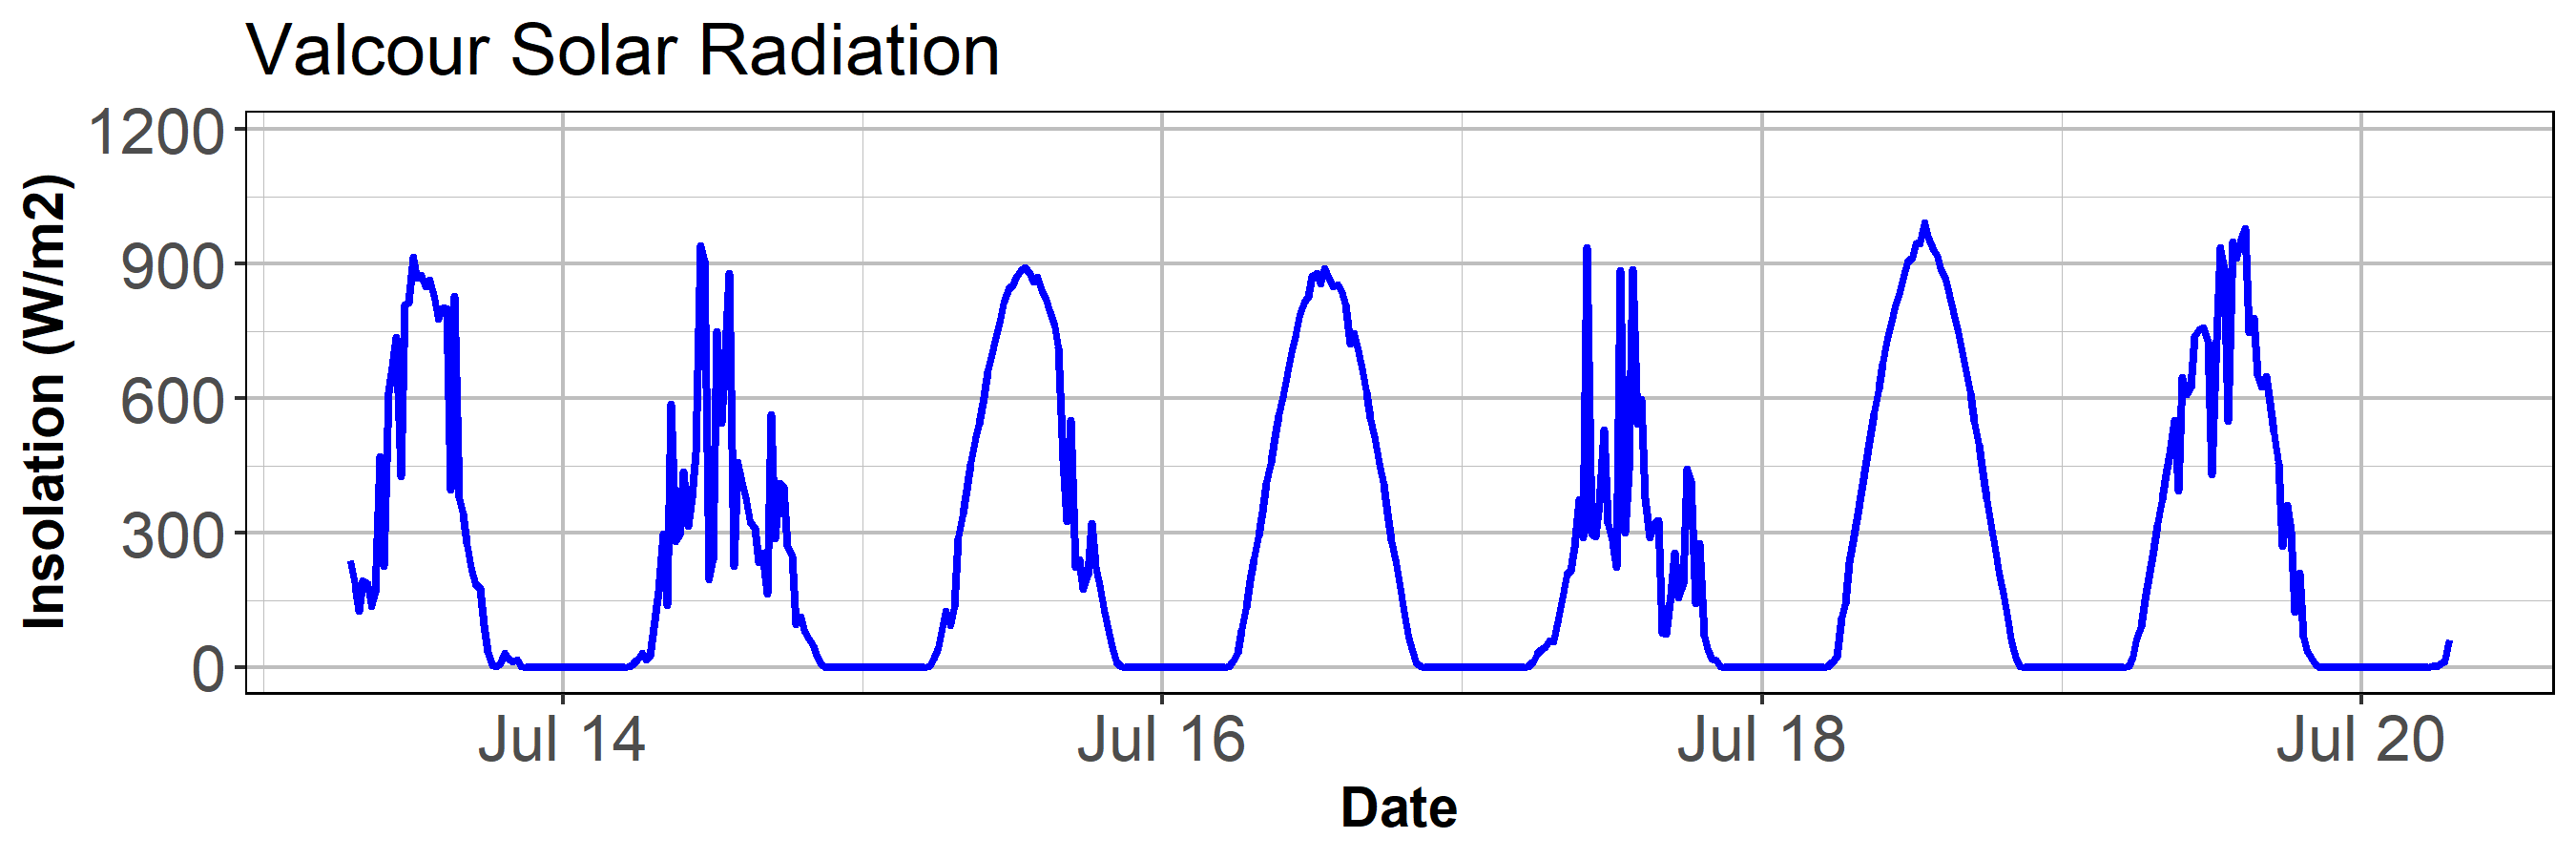 Valcour Solar Radiation
1200
900
600
300
0
Insolation (W/m2)
Jul 14 Jul 16 Jul 18 Jul 20
Date